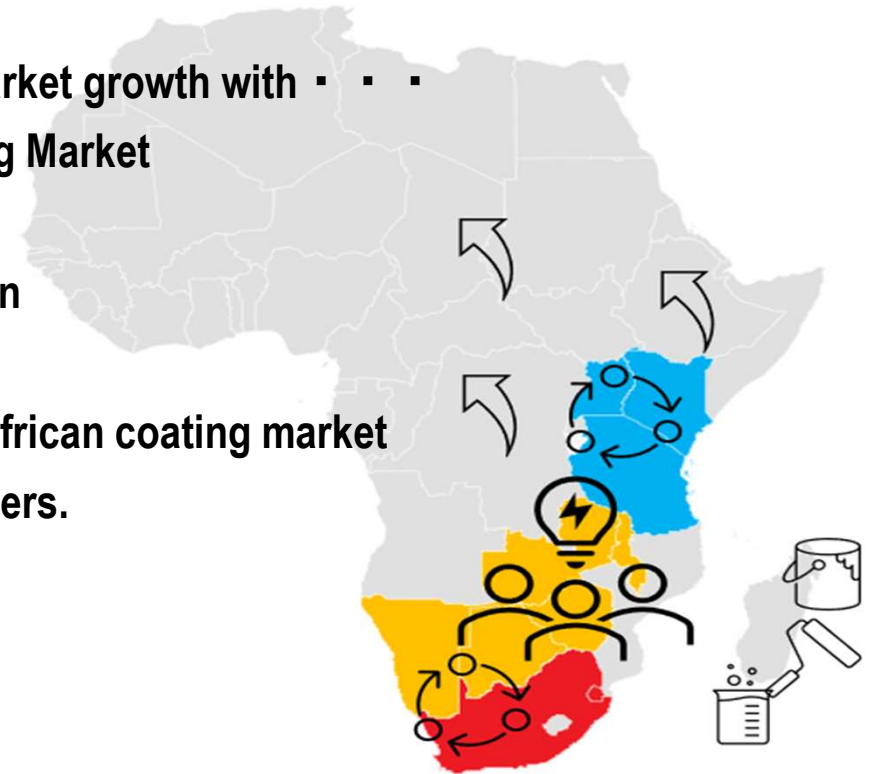 rket growth with ・ ・ ・
g Market
n
frican coating market
ers.